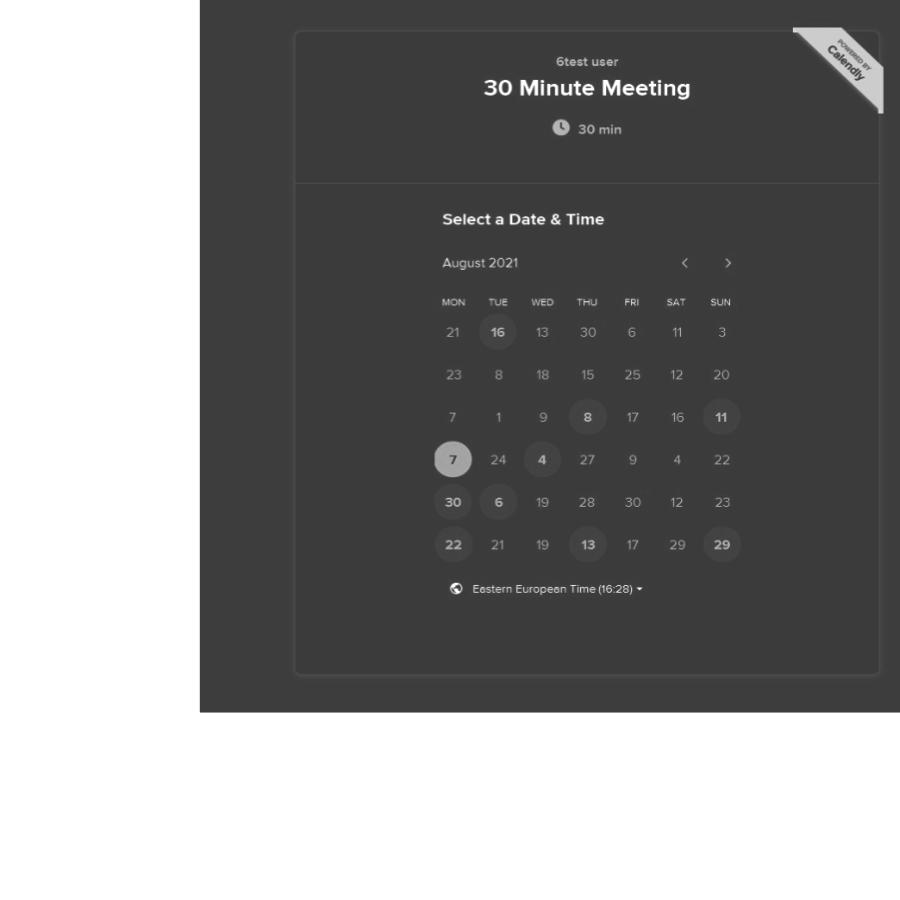 POWERED BY
Calendly
6test user
30 Minute Meeting
30 min
Select a Date & Time
August 2021
MON TUE WED THU FRI SAT SUN
21 16 13 30 6 11 3
23 8 18 15 25 12 20
7 1 9 8 17 16 11
7 24 4 27 9 4 22
30 6 19 28 30 12 23
22 21 19 13 17 29 29
Eastern European Time (16:28)